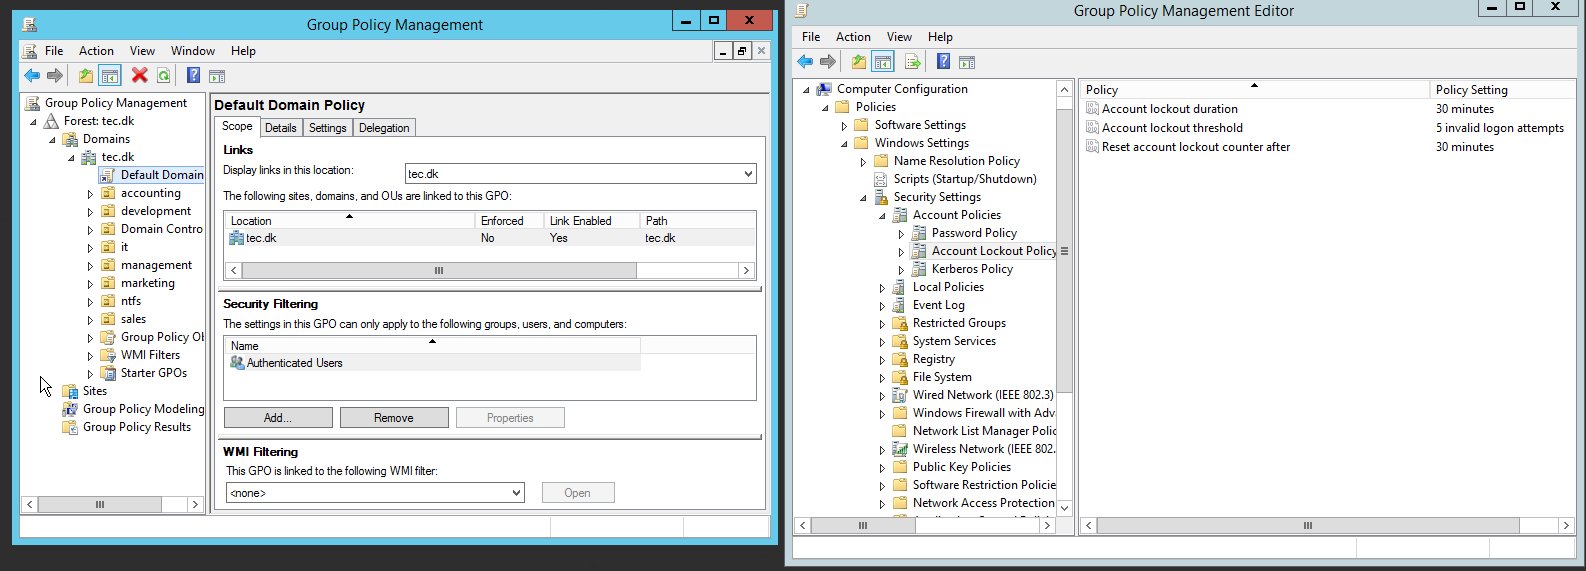 Group Policy Management
File Action View Window Help
Group Policy Management
Forest: tec.dk
Domains
tec.dk
Default Domain
accounting
development
Domain Contro
it
management
marketing
ntfs
sales
Group Policy Ob
WMI Filters
Starter GPOs
Sites
Group Policy Modeling
Group Policy Results
Default Domain Policy
Scope Details Settings Delegation
Links
Display links in this location: tec.dk
The following sites, domains, and OUs are linked to this GPO:
Location Enforced Link Enabled Path
tec.dk No Yes tec.dk
Security Filtering
The settings in this GPO can only apply to the following groups, users, and computers:
Name
Authenticated Users
Add... Remove Properties
WMI Filtering
This GPO is linked to the following WMI filter:
<none> Open
Group Policy Management Editor
File Action View Help
Computer Configuration
Policies
Software Settings
Windows Settings
Name Resolution Policy
Scripts (Startup/Shutdown)
Security Settings
Account Policies
Password Policy
Account Lockout Policy
Kerberos Policy
Local Policies
Event Log
Restricted Groups
System Services
Registry
File System
Wired Network (IEEE 802.3)
Windows Firewall with Adv
Network List Manager Polic
Wireless Network (IEEE 802.
Public Key Policies
Software Restriction Policie
Network Access Protection
Policy Policy Setting
Account lockout duration 30 minutes
Account lockout threshold 5 invalid logon attempts
Reset account lockout counter after 30 minutes